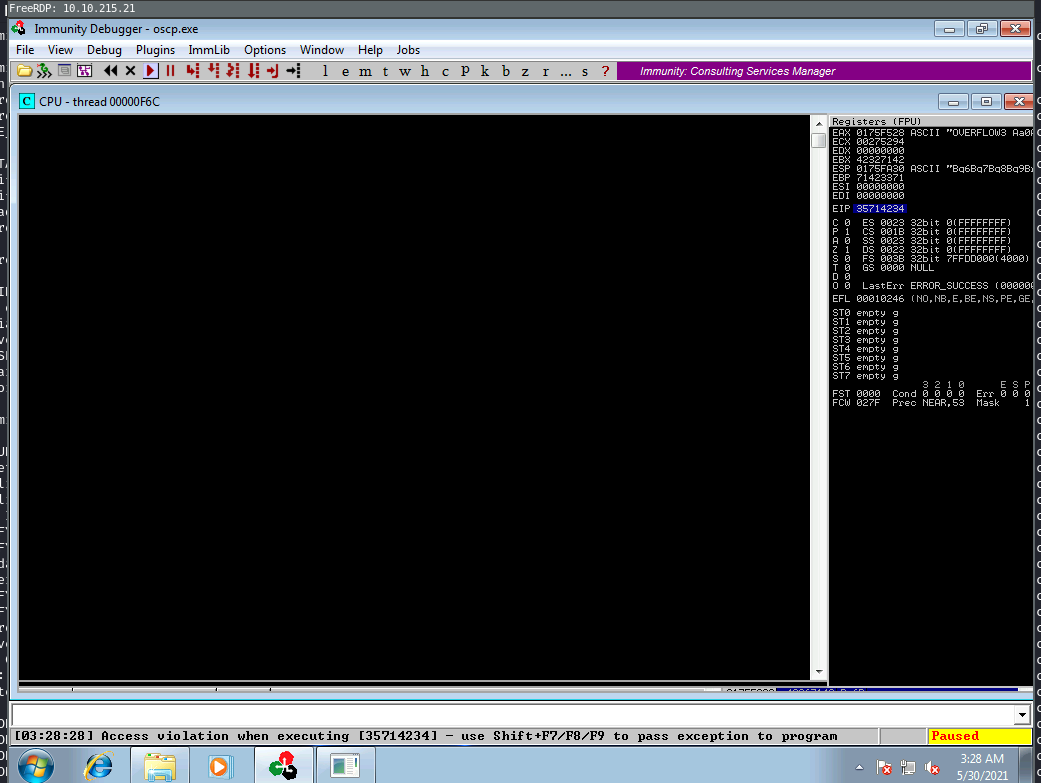 FreeRDP: 10.10.215.21
Immunity Debugger - oscp.exe
File View Debug Plugins ImmLib Options Window Help Jobs
l e m t w h c P k b z r ... s ?
Immunity: Consulting Services Manager
C CPU - thread 00000F6C
Registers (FPU)
EAX 0175F528 ASCII "OVERFLOW3 Aa0A
ECX 00275294
EDX 00000000
EBX 42327142
ESP 0175FA30 ASCII "Bq6Bq7Bq8Bq9B
EBP 71423371
ESI 00000000
EDI 00000000
EIP 35714234
C 0 ES 0023 32bit 0(FFFFFFFF)
P 1 CS 001B 32bit 0(FFFFFFFF)
A 0 SS 0023 32bit 0(FFFFFFFF)
Z 1 DS 0023 32bit 0(FFFFFFFF)
S 0 FS 003B 32bit 7FFDD000(4000)
T 0 GS 0000 NULL
D 0
O 0 LastErr ERROR_SUCCESS (000000
EFL 00010246 (NO,NB,E,BE,NS,PE,GE,
ST0 empty g
ST1 empty g
ST2 empty g
ST3 empty g
ST4 empty g
ST5 empty g
ST6 empty g
ST7 empty g
3 2 1 0 E S P
FST 0000 Cond 0 0 0 0 Err 0 0 0
FCW 027F Prec NEAR,53 Mask 1
[03:28:28] Access violation when executing [35714234] - use Shift+F7/F8/F9 to pass exception to program
Paused
3:28 AM
5/30/2021